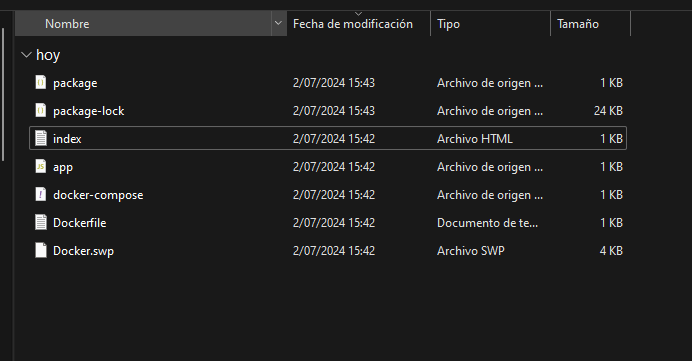 Nombre Fecha de modificación Tipo Tamaño
hoy
package 2/07/2024 15:43 Archivo de origen ... 1 KB
package-lock 2/07/2024 15:43 Archivo de origen ... 24 KB
index 2/07/2024 15:42 Archivo HTML 1 KB
app 2/07/2024 15:42 Archivo de origen ... 1 KB
docker-compose 2/07/2024 15:42 Archivo de origen ... 1 KB
Dockerfile 2/07/2024 15:42 Documento de te... 1 KB
Docker.swp 2/07/2024 15:42 Archivo SWP 4 KB